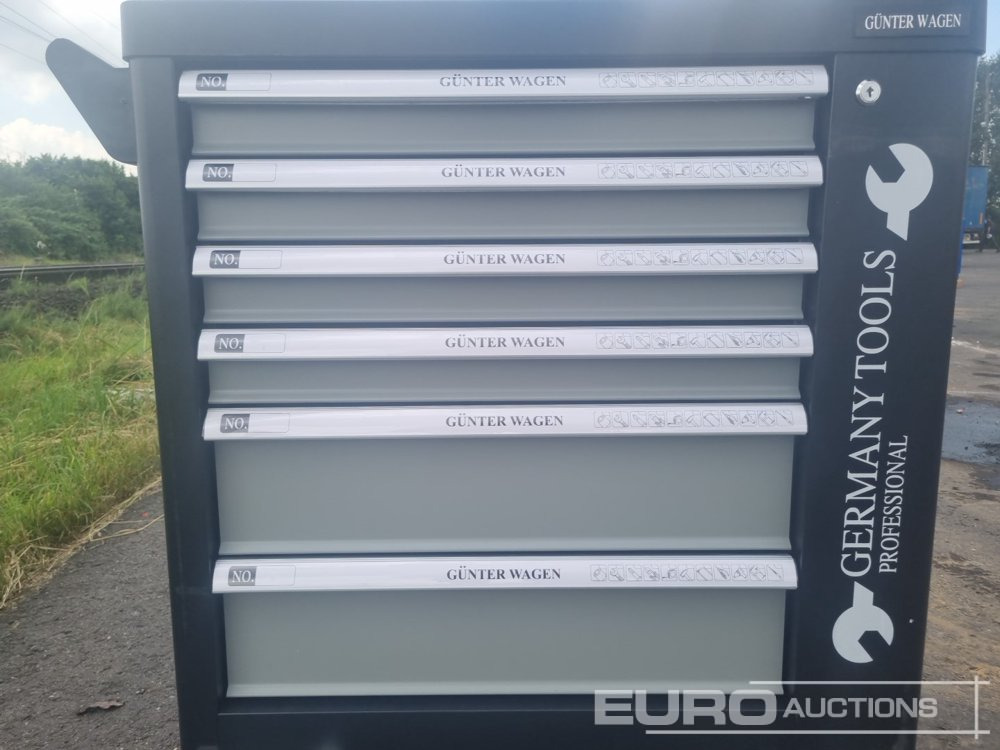 GÜNTER WAGEN
NO. GÜNTER WAGEN
NO. GÜNTER WAGEN
NO. GÜNTER WAGEN
NO. GÜNTER WAGEN
NO. GÜNTER WAGEN
NO. GÜNTER WAGEN
GERMANY TOOLS
PROFESSIONAL
EURO AUCTIONS